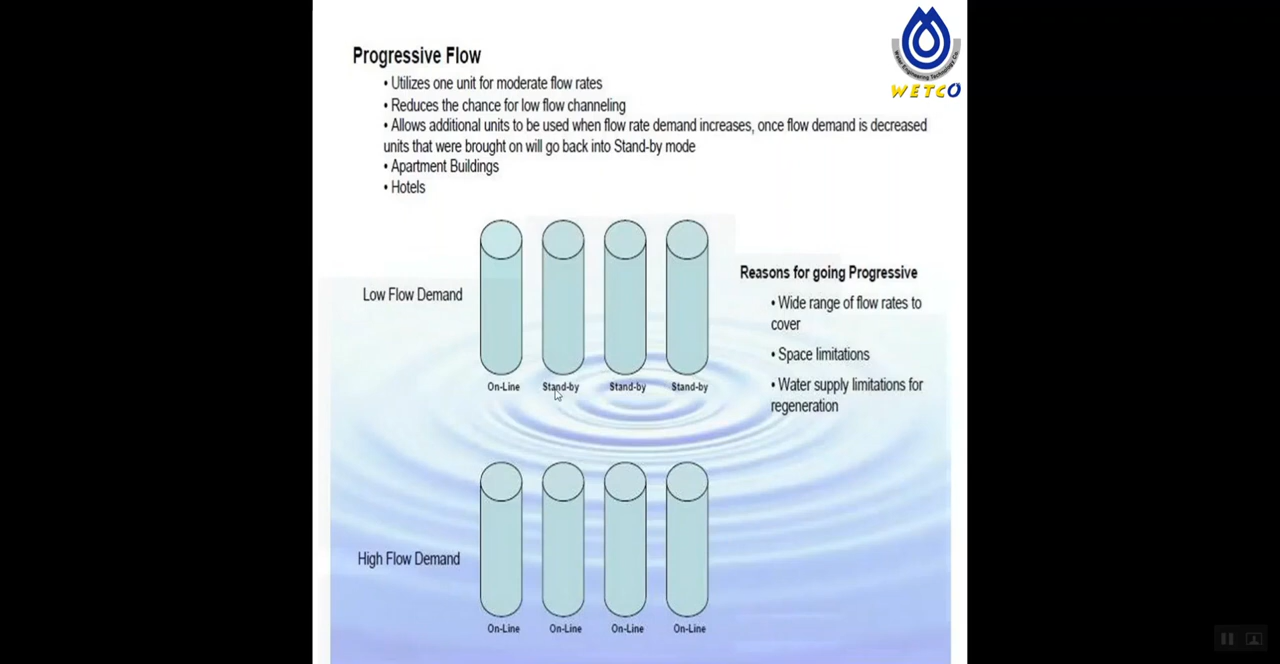 Progressive Flow
• Utilizes one unit for moderate flow rates
• Reduces the chance for low flow channeling
• Allows additional units to be used when flow rate demand increases, once flow demand is decreased
units that were brought on will go back into Stand-by mode
• Apartment Buildings
• Hotels
Water Engineering Technology Co.
WETCO
Low Flow Demand
On-Line Stand-by Stand-by Stand-by
Reasons for going Progressive
• Wide range of flow rates to
cover
• Space limitations
• Water supply limitations for
regeneration
High Flow Demand
On-Line On-Line On-Line On-Line